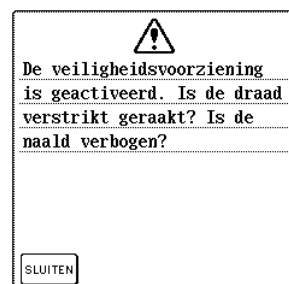 De veiligheidsvoorziening
is geactiveerd. Is de draad
verstrikt geraakt? Is de
naald verbogen?
SLUITEN